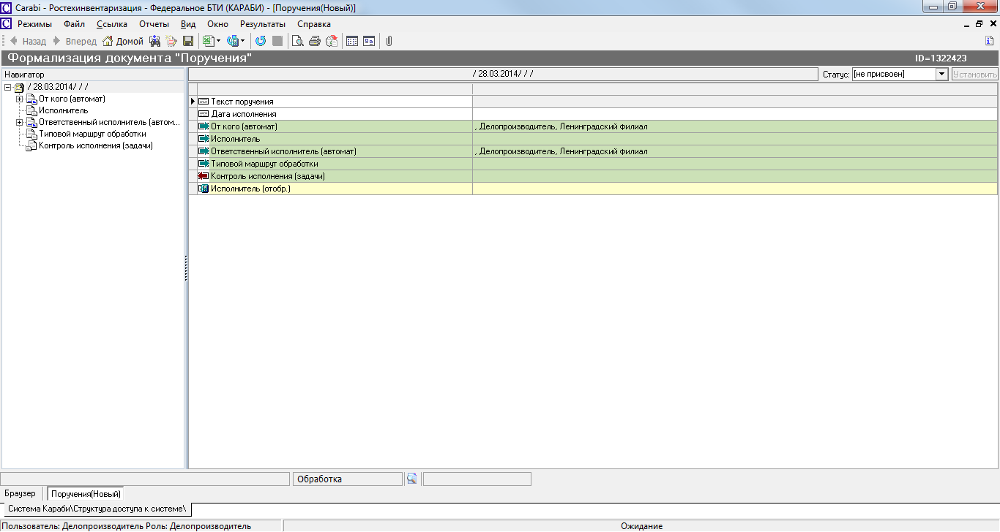 Carabi - Ростехинвентаризация - Федеральное БТИ (КАРАБИ) - [Поручения(Новый)]
Режимы Файл Ссылка Отчеты Вид Окно Результаты Справка
Назад Вперед Домой
Формализация документа "Поручения" ID=1322423
Навигатор
/ 28.03.2014/ / /
От кого (автомат)
Исполнитель
Ответственный исполнитель (автом...
Типовой маршрут обработки
Контроль исполнения (задачи)
/ 28.03.2014/ / / Статус: [не присвоен] Установить
Текст поручения
Дата исполнения
От кого (автомат) , Делопроизводитель, Ленинградский филиал
Исполнитель
Ответственный исполнитель (автомат) , Делопроизводитель, Ленинградский филиал
Типовой маршрут обработки
Контроль исполнения (задачи)
Исполнитель (отобр.)
Обработка
Браузер Поручения(Новый)
Система Караби\Структура доступа к системе\
Пользователь: Делопроизводитель Роль: Делопроизводитель Ожидание